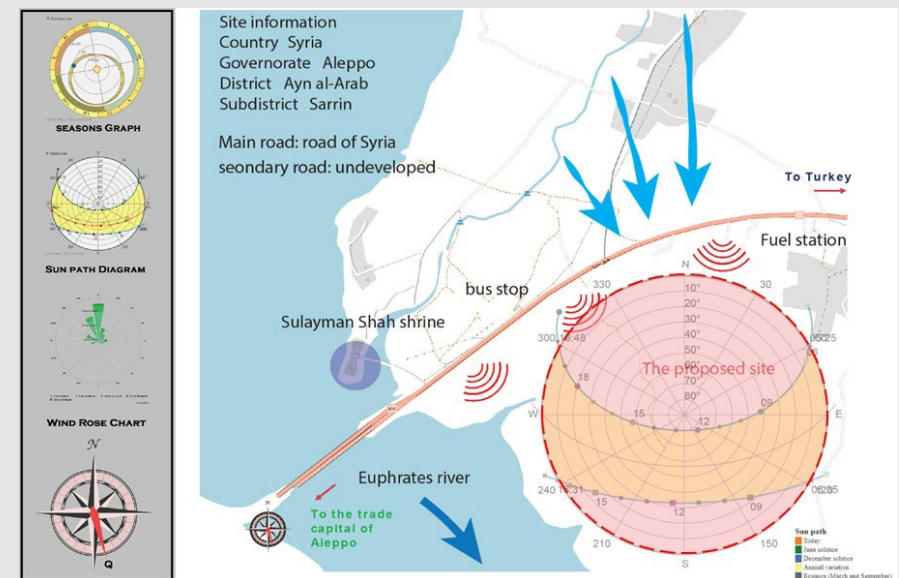 SEASONS GRAPH
SUN PATH DIAGRAM
WIND ROSE CHART
N
Q
Site information
Country Syria
Governorate Aleppo
District Ayn al-Arab
Subdistrict Sarrin
Main road: road of Syria
seondary road: undeveloped
To Turkey
Fuel station
bus stop
Sulayman Shah shrine
The proposed site
Euphrates river
To the trade
capital of
Aleppo
N
330
30
10°
20°
30°
40°
50°
60°
70°
80°
300
18
15
12
09
W
E
240
15
12
09
210
150
S
Sun path
Today
June solstice
December solstice
Annual variation
Equinox (March and September)